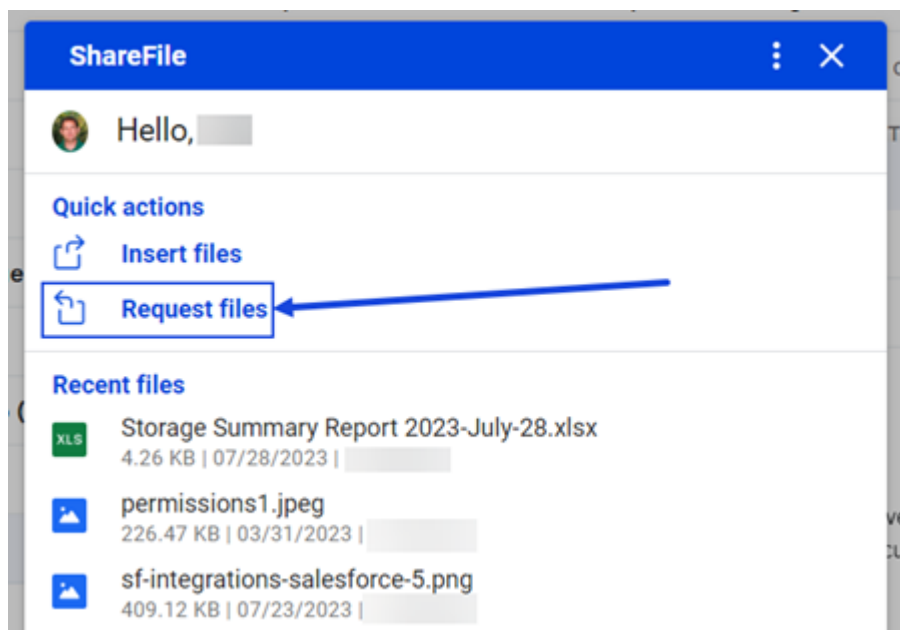 ShareFile
Hello,
Quick actions
Insert files
Request files
Recent files
XLS
Storage Summary Report 2023-July-28.xlsx
4.26 KB | 07/28/2023 |
permissions1.jpeg
226.47 KB | 03/31/2023 |
sf-integrations-salesforce-5.png
409.12 KB | 07/23/2023 |